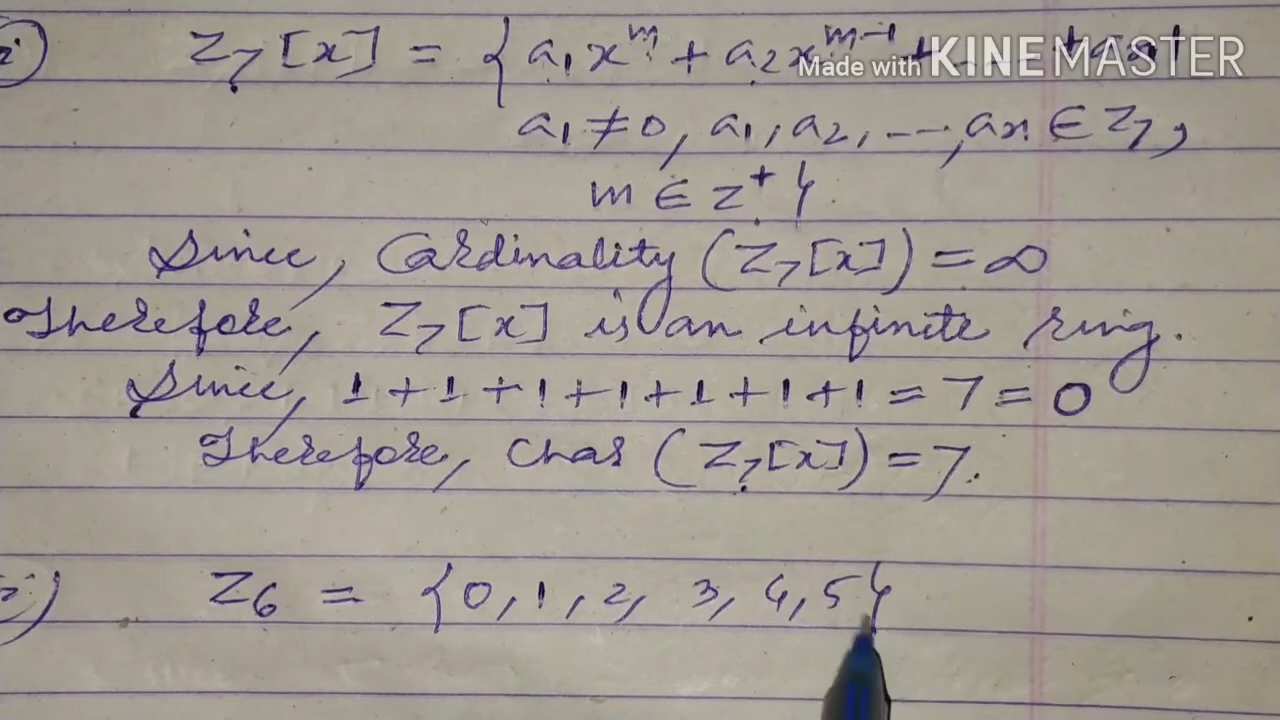 Z₇[x] = {a₁xᵐ + a₂xᵐ⁻¹ +
Made with KINEMASTER
a₁ ≠ 0, a₁, a₂, ---, an ∈ Z₇,
m ∈ Z⁺}
Since, Cardinality (Z₇[x]) = ∞
Therefore, Z₇[x] is an infinite ring.
Since, 1+1+1+1+1+1+1 = 7 = 0
Therefore, Char (Z₇[x]) = 7.
Z₆ = {0, 1, 2, 3, 4, 5}